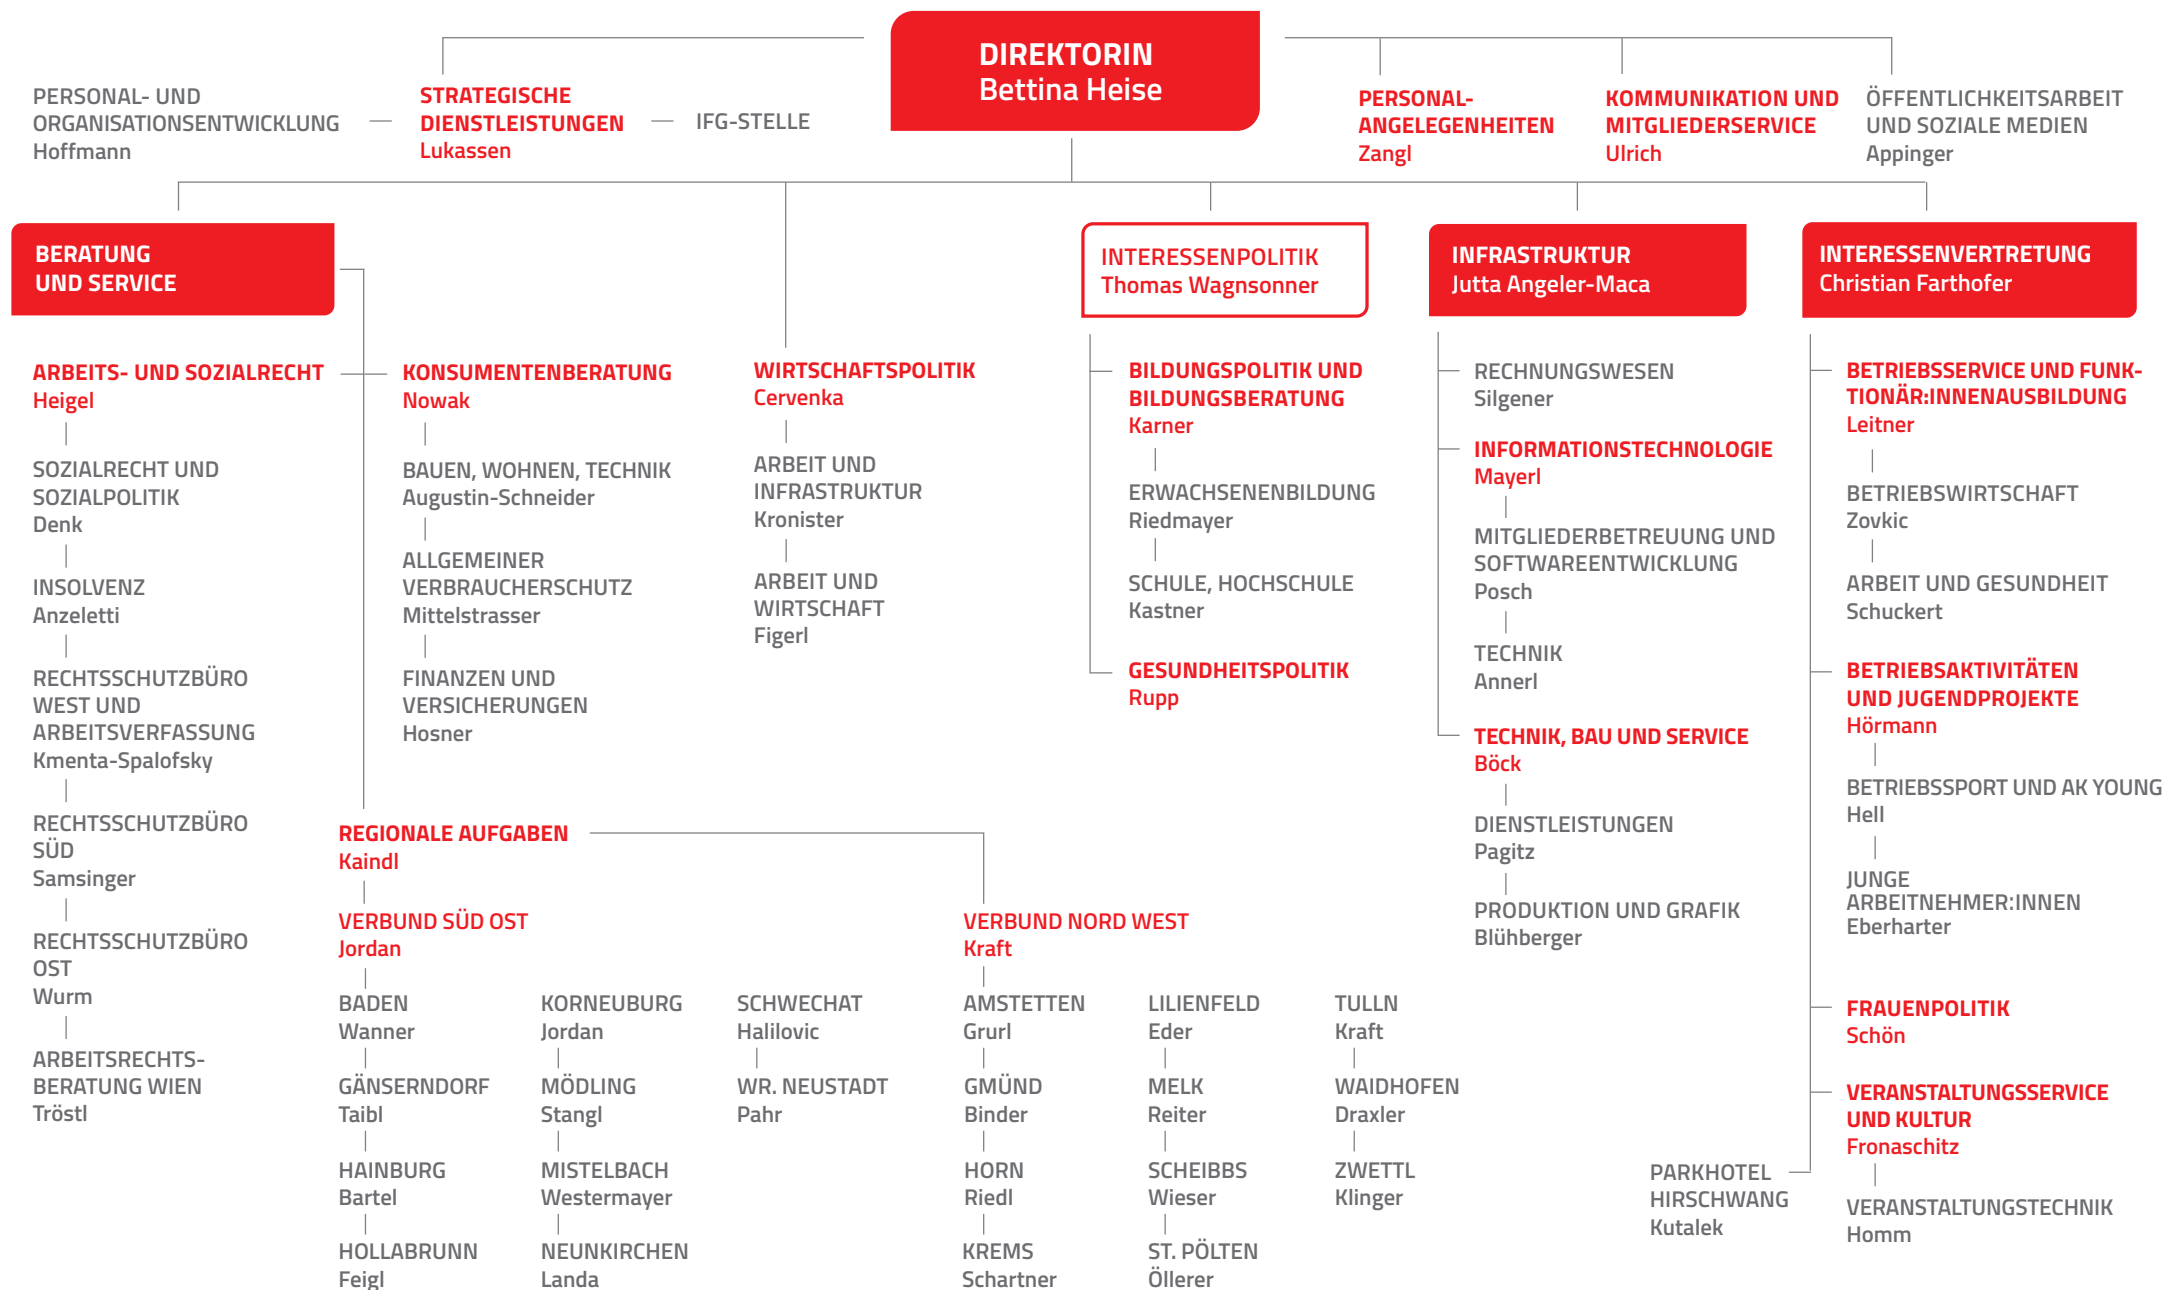 DIREKTORIN
Bettina Heise
PERSONAL- UND
ORGANISATIONSENTWICKLUNG
Hoffmann
STRATEGISCHE
DIENSTLEISTUNGEN
Lukassen
IFG-STELLE
PERSONAL-
ANGELEGENHEITEN
Zangl
KOMMUNIKATION UND
MITGLIEDERSERVICE
Ulrich
ÖFFENTLICHKEITSARBEIT
UND SOZIALE MEDIEN
Appinger
BERATUNG
UND SERVICE
INTERESSENPOLITIK
Thomas Wagnsonner
INFRASTRUKTUR
Jutta Angeler-Maca
INTERESSENVERTRETUNG
Christian Farthofer
ARBEITS- UND SOZIALRECHT
Heigel
SOZIALRECHT UND
SOZIALPOLITIK
Denk
INSOLVENZ
Anzeletti
RECHTSSCHUTZBÜRO
WEST UND
ARBEITSVERFASSUNG
Kmenta-Spalofsky
RECHTSSCHUTZBÜRO
SÜD
Samsinger
RECHTSSCHUTZBÜRO
OST
Wurm
ARBEITSRECHTS-
BERATUNG WIEN
Tröstl
KONSUMENTENBERATUNG
Nowak
BAUEN, WOHNEN, TECHNIK
Augustin-Schneider
ALLGEMEINER
VERBRAUCHERSCHUTZ
Mittelstrasser
FINANZEN UND
VERSICHERUNGEN
Hosner
WIRTSCHAFTSPOLITIK
Cervenka
ARBEIT UND
INFRASTRUKTUR
Kronister
ARBEIT UND
WIRTSCHAFT
Figerl
BILDUNGSPOLITIK UND
BILDUNGSBERATUNG
Karner
ERWACHSENENBILDUNG
Riedmayer
SCHULE, HOCHSCHULE
Kastner
GESUNDHEITSPOLITIK
Rupp
RECHNUNGSWESEN
Silgener
INFORMATIONSTECHNOLOGIE
Mayerl
MITGLIEDERBETREUUNG UND
SOFTWAREENTWICKLUNG
Posch
TECHNIK
Annerl
TECHNIK, BAU UND SERVICE
Böck
DIENSTLEISTUNGEN
Pagitz
PRODUKTION UND GRAFIK
Blühberger
BETRIEBSSERVICE UND FUNK-
TIONÄR:INNENAUSBILDUNG
Leitner
BETRIEBSWIRTSCHAFT
Zovkic
ARBEIT UND GESUNDHEIT
Schuckert
BETRIEBSAKTIVITÄTEN
UND JUGENDPROJEKTE
Hörmann
BETRIEBSSPORT UND AK YOUNG
Hell
JUNGE
ARBEITNEHMER:INNEN
Eberharter
FRAUENPOLITIK
Schön
VERANSTALTUNGSSERVICE
UND KULTUR
Fronaschitz
VERANSTALTUNGSTECHNIK
Homm
PARKHOTEL
HIRSCHWANG
Kutalek
REGIONALE AUFGABEN
Kaindl
VERBUND SÜD OST
Jordan
BADEN
Wanner
GÄNSERNDORF
Taibl
HAINBURG
Bartel
HOLLABRUNN
Feigl
KORNEUBURG
Jordan
MÖDLING
Stangl
MISTELBACH
Westermayer
NEUNKIRCHEN
Landa
SCHWECHAT
Halilovic
WR. NEUSTADT
Pahr
VERBUND NORD WEST
Kraft
AMSTETTEN
Grurl
GMÜND
Binder
HORN
Riedl
KREMS
Schartner
LILIENFELD
Eder
MELK
Reiter
SCHEIBBS
Wieser
ST. PÖLTEN
Öllerer
TULLN
Kraft
WAIDHOFEN
Draxler
ZWETTL
Klinger